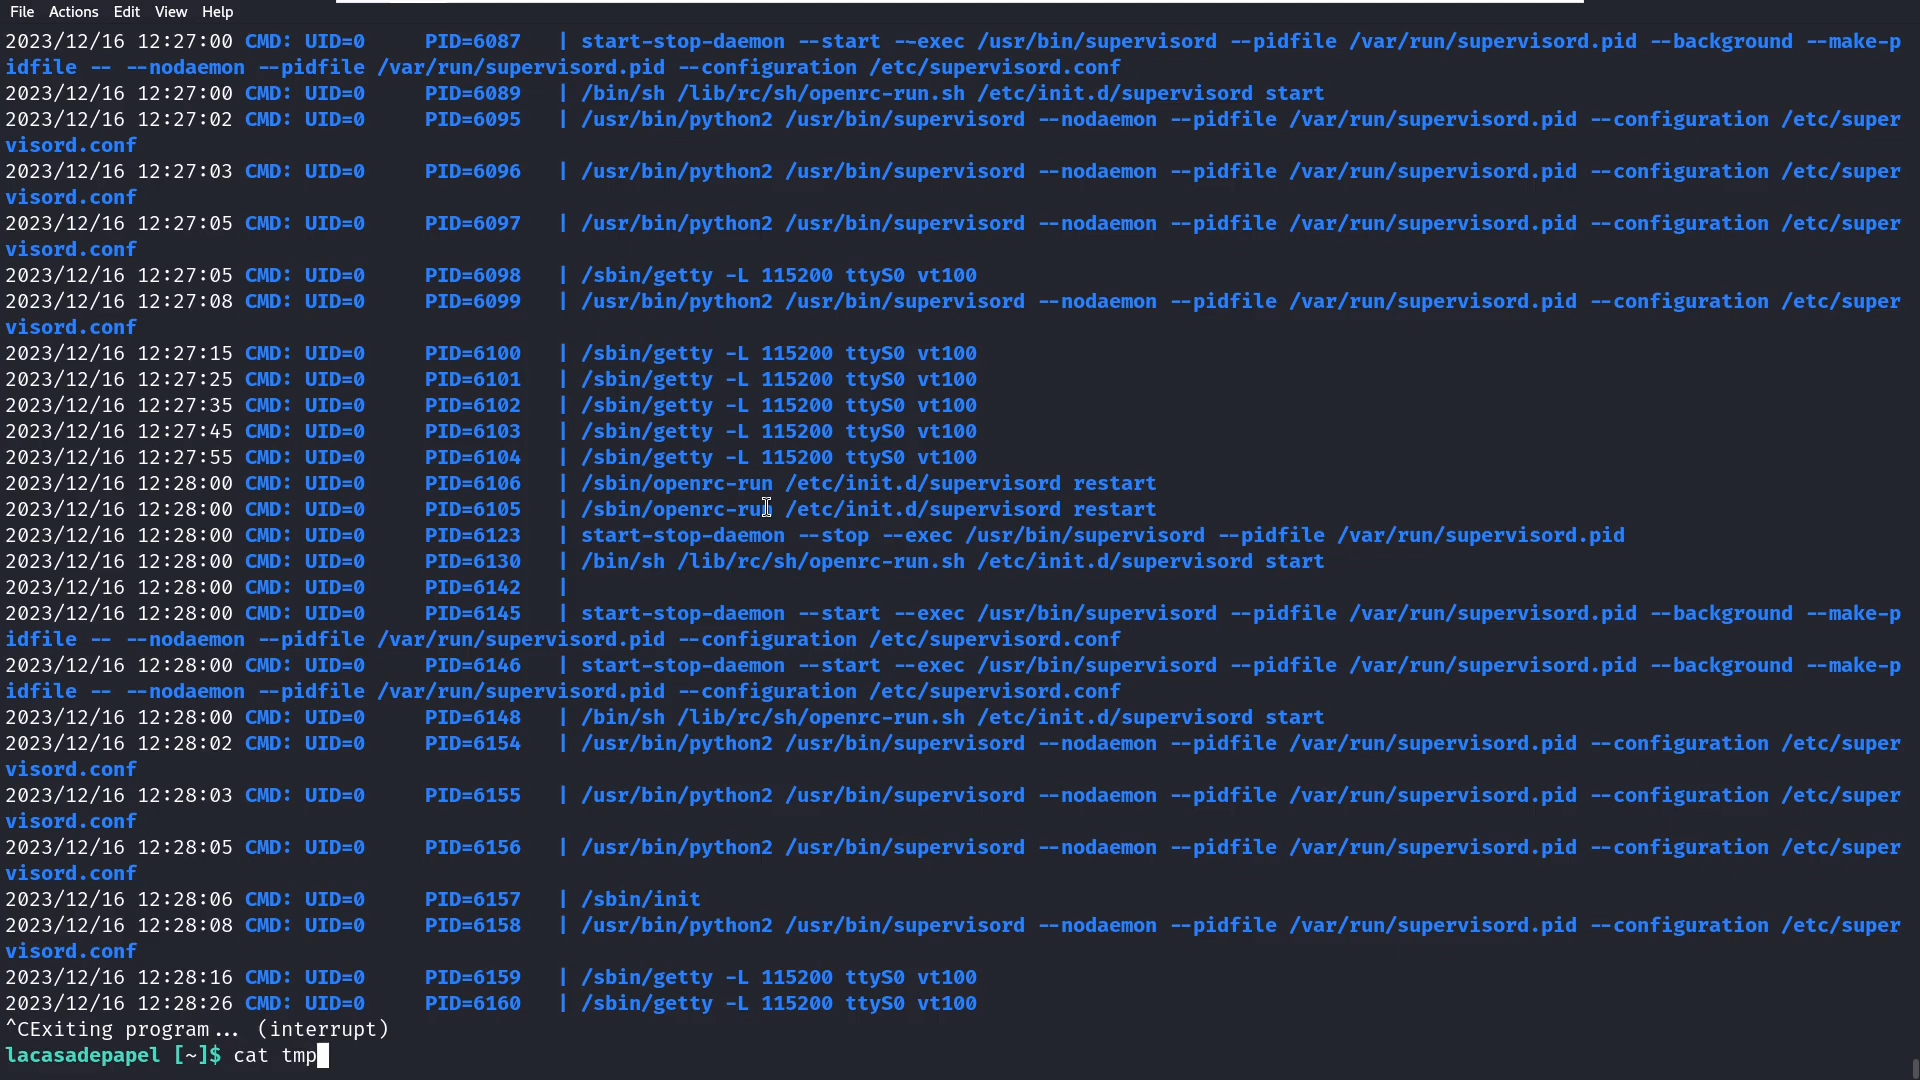 File Actions Edit View Help
2023/12/16 12:27:00 CMD: UID=0     PID=6087   | start-stop-daemon --start --exec /usr/bin/supervisord --pidfile /var/run/supervisord.pid --background --make-p
idfile -- --nodaemon --pidfile /var/run/supervisord.pid --configuration /etc/supervisord.conf
2023/12/16 12:27:00 CMD: UID=0     PID=6089   | /bin/sh /lib/rc/sh/openrc-run.sh /etc/init.d/supervisord start
2023/12/16 12:27:02 CMD: UID=0     PID=6095   | /usr/bin/python2 /usr/bin/supervisord --nodaemon --pidfile /var/run/supervisord.pid --configuration /etc/super
visord.conf
2023/12/16 12:27:03 CMD: UID=0     PID=6096   | /usr/bin/python2 /usr/bin/supervisord --nodaemon --pidfile /var/run/supervisord.pid --configuration /etc/super
visord.conf
2023/12/16 12:27:05 CMD: UID=0     PID=6097   | /usr/bin/python2 /usr/bin/supervisord --nodaemon --pidfile /var/run/supervisord.pid --configuration /etc/super
visord.conf
2023/12/16 12:27:05 CMD: UID=0     PID=6098   | /sbin/getty -L 115200 ttyS0 vt100
2023/12/16 12:27:08 CMD: UID=0     PID=6099   | /usr/bin/python2 /usr/bin/supervisord --nodaemon --pidfile /var/run/supervisord.pid --configuration /etc/super
visord.conf
2023/12/16 12:27:15 CMD: UID=0     PID=6100   | /sbin/getty -L 115200 ttyS0 vt100
2023/12/16 12:27:25 CMD: UID=0     PID=6101   | /sbin/getty -L 115200 ttyS0 vt100
2023/12/16 12:27:35 CMD: UID=0     PID=6102   | /sbin/getty -L 115200 ttyS0 vt100
2023/12/16 12:27:45 CMD: UID=0     PID=6103   | /sbin/getty -L 115200 ttyS0 vt100
2023/12/16 12:27:55 CMD: UID=0     PID=6104   | /sbin/getty -L 115200 ttyS0 vt100
2023/12/16 12:28:00 CMD: UID=0     PID=6106   | /sbin/openrc-run /etc/init.d/supervisord restart
2023/12/16 12:28:00 CMD: UID=0     PID=6105   | /sbin/openrc-run /etc/init.d/supervisord restart
2023/12/16 12:28:00 CMD: UID=0     PID=6123   | start-stop-daemon --stop --exec /usr/bin/supervisord --pidfile /var/run/supervisord.pid
2023/12/16 12:28:00 CMD: UID=0     PID=6130   | /bin/sh /lib/rc/sh/openrc-run.sh /etc/init.d/supervisord start
2023/12/16 12:28:00 CMD: UID=0     PID=6142   |
2023/12/16 12:28:00 CMD: UID=0     PID=6145   | start-stop-daemon --start --exec /usr/bin/supervisord --pidfile /var/run/supervisord.pid --background --make-p
idfile -- --nodaemon --pidfile /var/run/supervisord.pid --configuration /etc/supervisord.conf
2023/12/16 12:28:00 CMD: UID=0     PID=6146   | start-stop-daemon --start --exec /usr/bin/supervisord --pidfile /var/run/supervisord.pid --background --make-p
idfile -- --nodaemon --pidfile /var/run/supervisord.pid --configuration /etc/supervisord.conf
2023/12/16 12:28:00 CMD: UID=0     PID=6148   | /bin/sh /lib/rc/sh/openrc-run.sh /etc/init.d/supervisord start
2023/12/16 12:28:02 CMD: UID=0     PID=6154   | /usr/bin/python2 /usr/bin/supervisord --nodaemon --pidfile /var/run/supervisord.pid --configuration /etc/super
visord.conf
2023/12/16 12:28:03 CMD: UID=0     PID=6155   | /usr/bin/python2 /usr/bin/supervisord --nodaemon --pidfile /var/run/supervisord.pid --configuration /etc/super
visord.conf
2023/12/16 12:28:05 CMD: UID=0     PID=6156   | /usr/bin/python2 /usr/bin/supervisord --nodaemon --pidfile /var/run/supervisord.pid --configuration /etc/super
visord.conf
2023/12/16 12:28:06 CMD: UID=0     PID=6157   | /sbin/init
2023/12/16 12:28:08 CMD: UID=0     PID=6158   | /usr/bin/python2 /usr/bin/supervisord --nodaemon --pidfile /var/run/supervisord.pid --configuration /etc/super
visord.conf
2023/12/16 12:28:16 CMD: UID=0     PID=6159   | /sbin/getty -L 115200 ttyS0 vt100
2023/12/16 12:28:26 CMD: UID=0     PID=6160   | /sbin/getty -L 115200 ttyS0 vt100
^CExiting program... (interrupt)
lacasadepapel [~]$ cat tmp